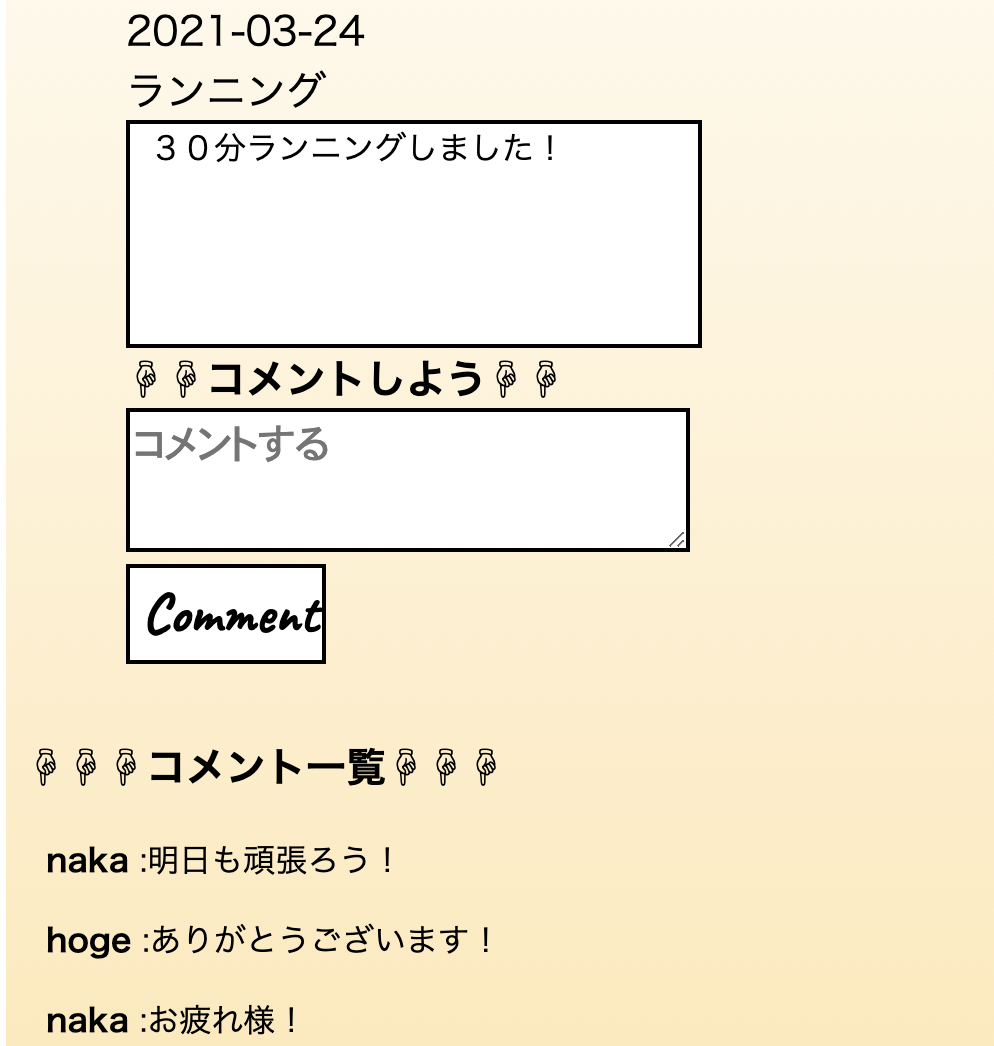 2021-03-24
ランニング
３０分ランニングしました！
☟☟コメントしよう☟☟
コメントする
Comment
☟☟☟コメント一覧☟☟☟
naka :明日も頑張ろう！
hoge :ありがとうございます！
naka :お疲れ様！